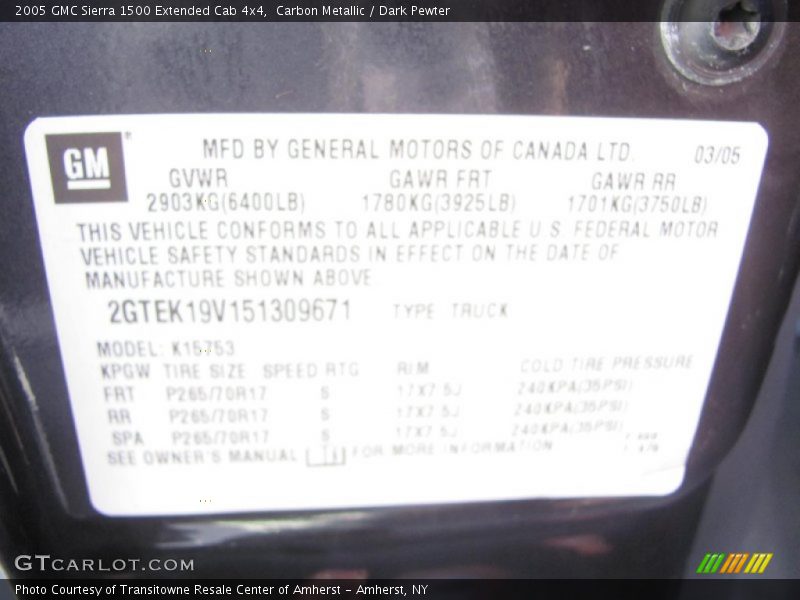 2005 GMC Sierra 1500 Extended Cab 4x4, Carbon Metallic / Dark Pewter
GM
MFD BY GENERAL MOTORS OF CANADA LTD. 03/05
GVWR GAWR FRT GAWR RR
2903KG(6400LB) 1780KG(3925LB) 1701KG(3750LB)
THIS VEHICLE CONFORMS TO ALL APPLICABLE U.S. FEDERAL MOTOR
VEHICLE SAFETY STANDARDS IN EFFECT ON THE DATE OF
MANUFACTURE SHOWN ABOVE.
2GTEK19V151309671 TYPE TRUCK
MODEL: K15753
KPGW TIRE SIZE SPEED RTG RIM COLD TIRE PRESSURE
FRT P265/70R17 S 17X7.5J 240KPA(35PSI)
RR P265/70R17 S 17X7.5J 240KPA(35PSI)
SPA P265/70R17 S 17X7.5J 240KPA(35PSI)
SEE OWNER'S MANUAL FOR MORE INFORMATION
GTCARLOT.COM
Photo Courtesy of Transitowne Resale Center of Amherst - Amherst, NY